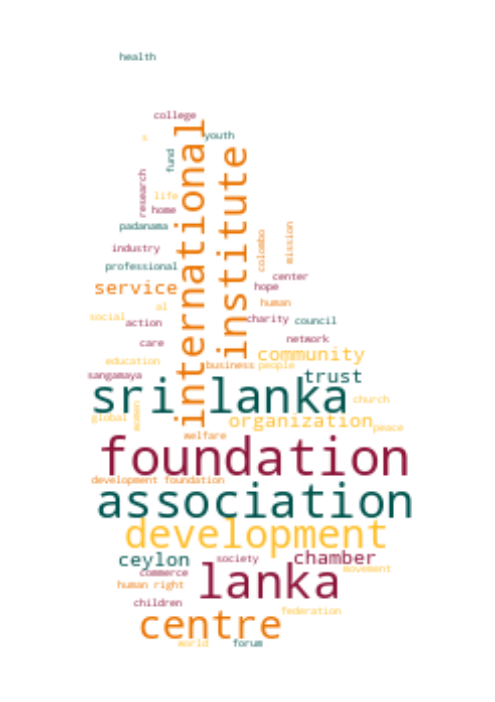 health
college
youth
fund
international
institute
research
life
home
padanama
colombo
mission
industry
professional
center
service
hope
al
human
social
action
charity
council
care
network
community
education
business
people
sangamaya
trust
sri lanka
church
global
women
organization
peace
welfare
foundation
development foundation
association
development
ceylon
society
chamber
commerce
movement
human right
lanka
children
federation
centre
world
forum